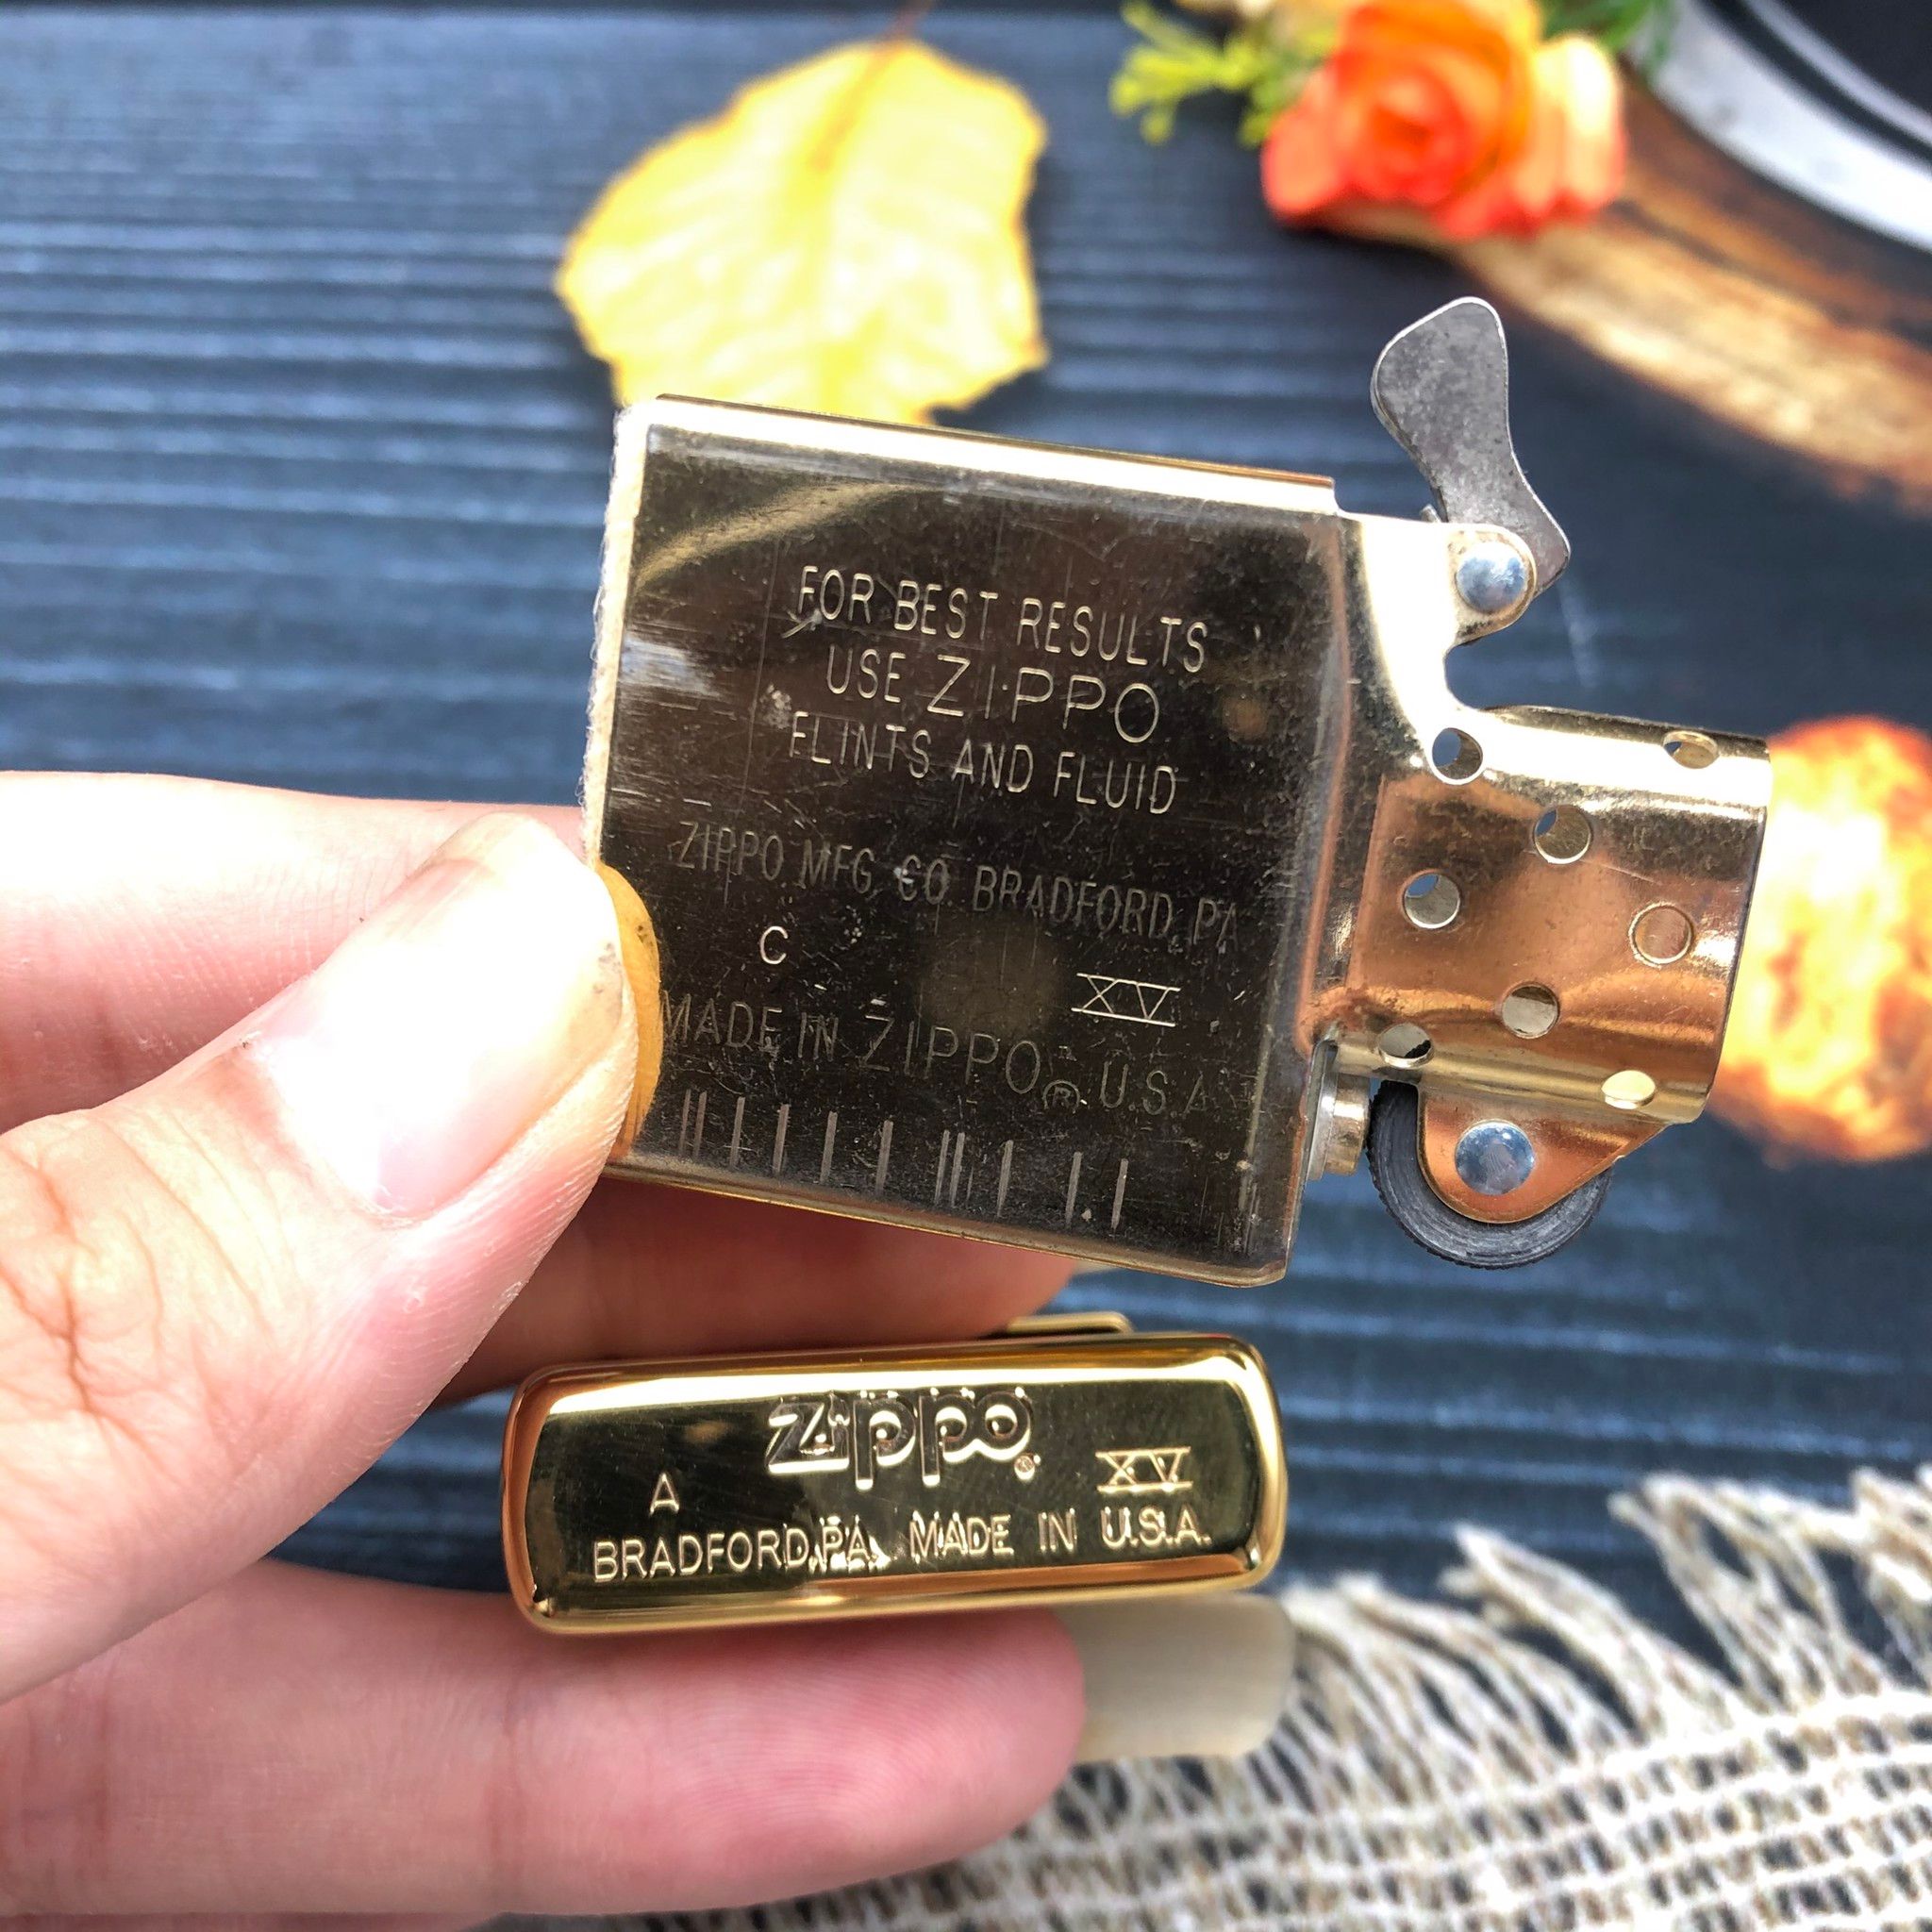 FOR BEST RESULTS
USE ZIPPO
FLINTS AND FLUID
ZIPPO MFG. CO. BRADFORD, PA
C XV
MADE IN ZIPPO® U.S.A
Zippo®
A XV
BRADFORD,PA. MADE IN U.S.A.